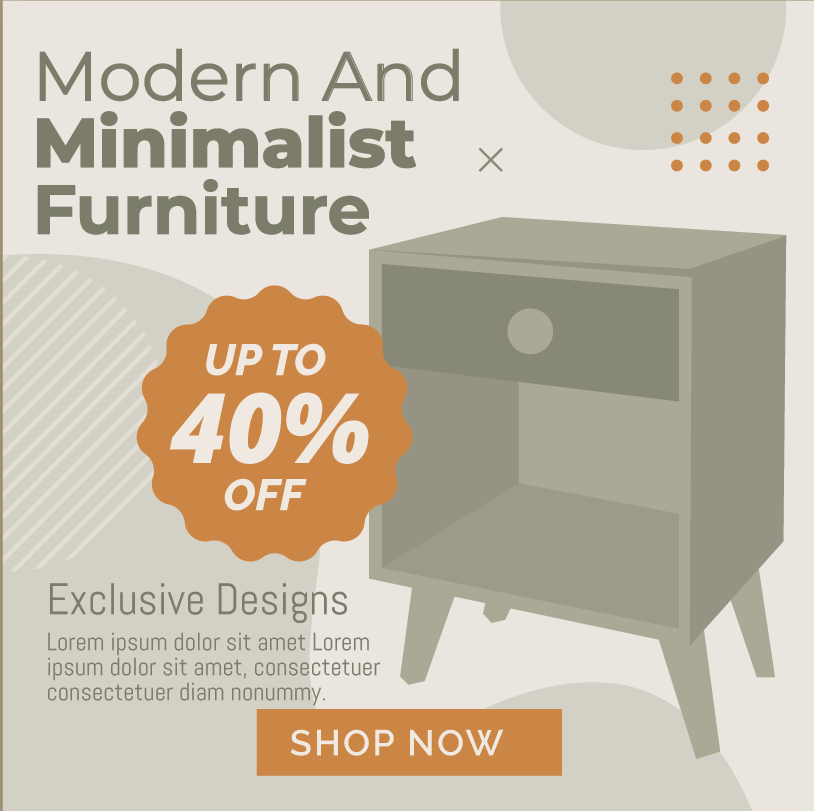 Modern And
Minimalist
Furniture
UP TO
40%
OFF
Exclusive Designs
Lorem ipsum dolor sit amet Lorem
ipsum dolor sit amet, consectetuer
consectetuer diam nonummy.
SHOP NOW